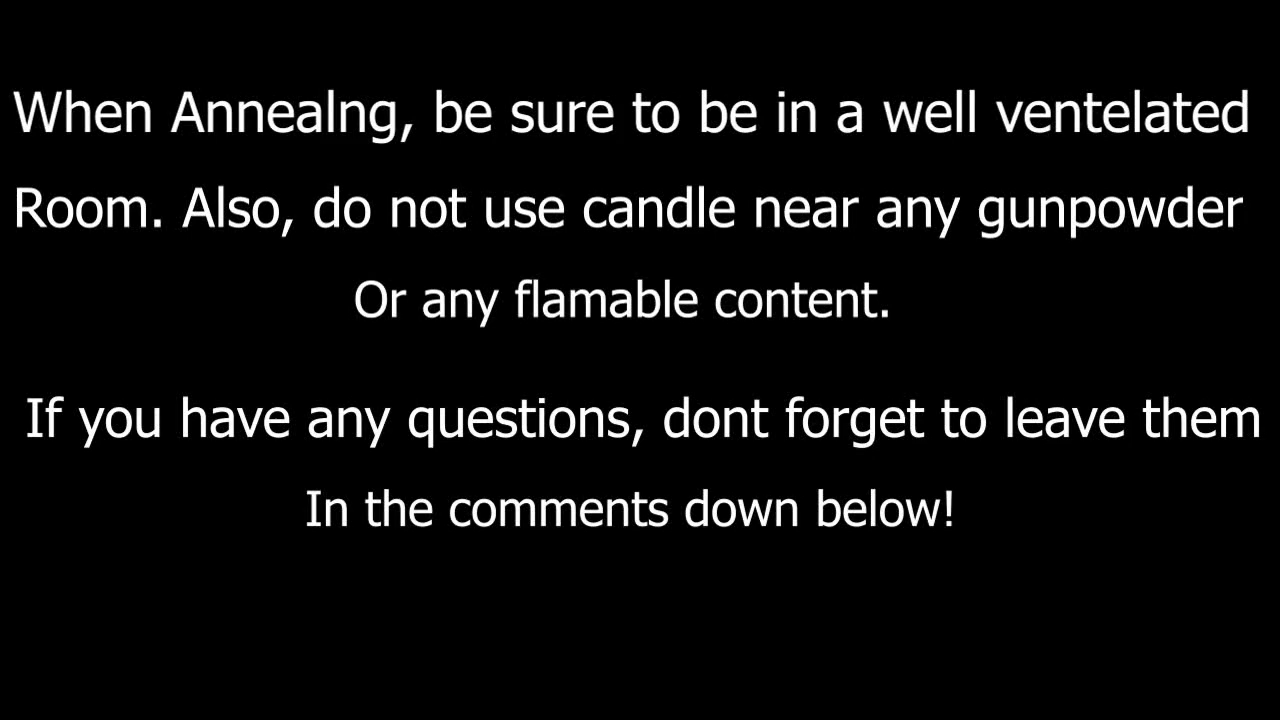 When Annealng, be sure to be in a well ventelated
Room. Also, do not use candle near any gunpowder
Or any flamable content.
If you have any questions, dont forget to leave them
In the comments down below!